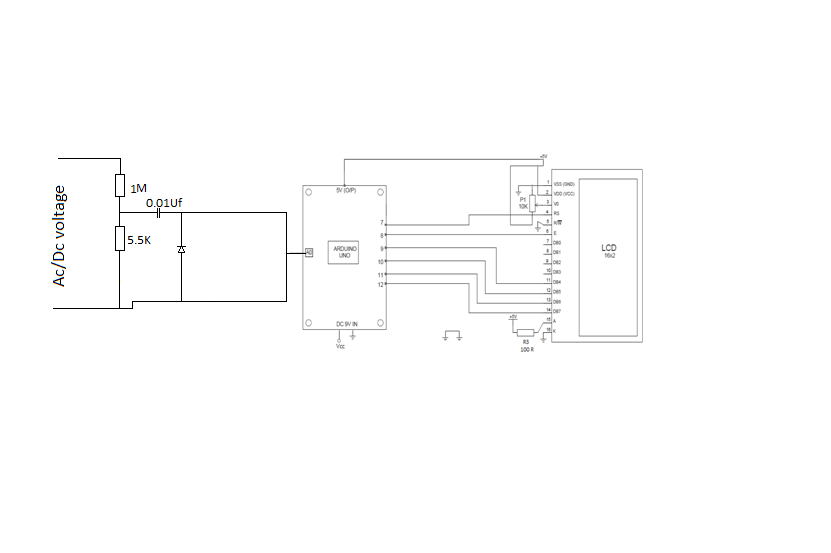 Ac/Dc voltage
1M
0.01Uf
5.5K
A0
5V (O/P)
ARDUINO
UNO
7
8
9
10
11
12
DC 9V IN
Vcc
+5V
P1
10K
1 VSS (GND)
2 VDD (VCC)
3 V0
4 RS
5 R/W
6 E
7 DB0
8 DB1
9 DB2
10 DB3
11 DB4
12 DB5
13 DB6
14 DB7
15 A
16 K
LCD
16x2
+5V
R3
100 R